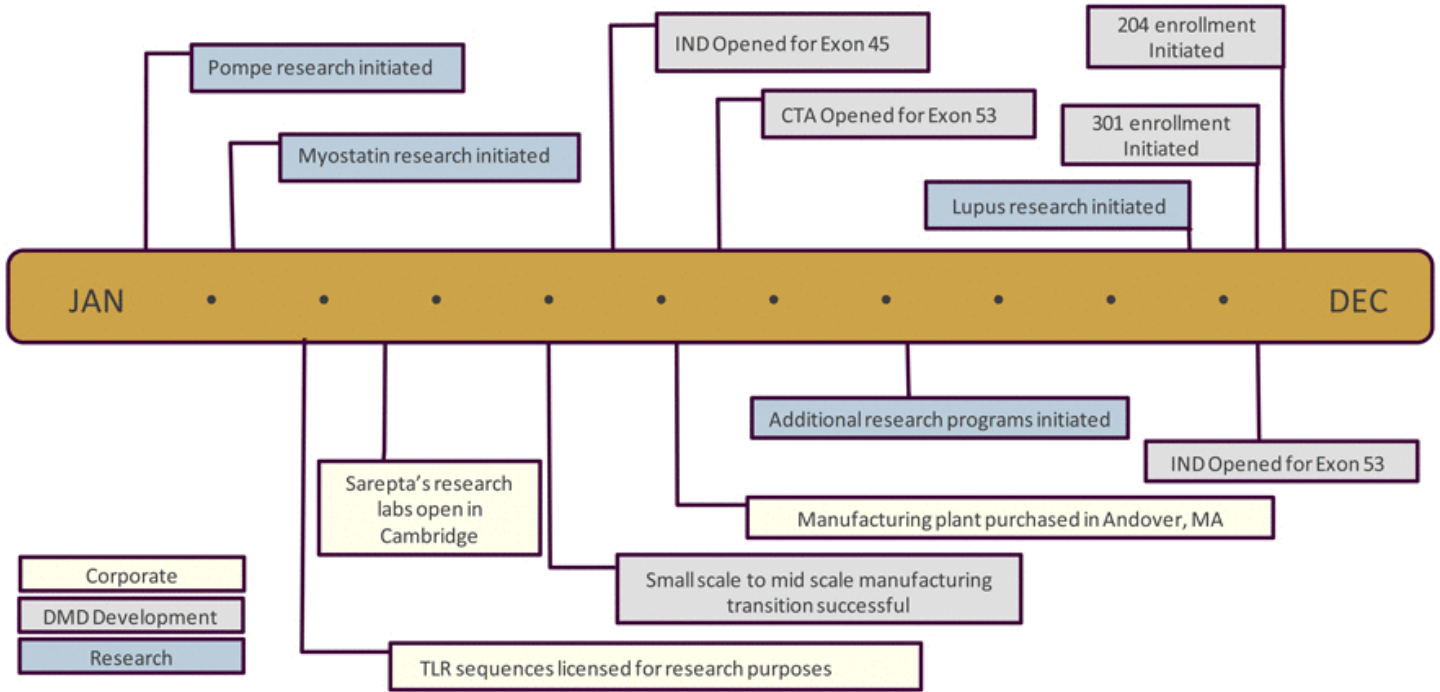 204 enrollment
Initiated
IND Opened for Exon 45
Pompe research initiated
CTA Opened for Exon 53
301 enrollment
Initiated
Myostatin research initiated
Lupus research initiated
JAN
DEC
Additional research programs initiated
IND Opened for Exon 53
Sarepta’s research
labs open in
Cambridge
Manufacturing plant purchased in Andover, MA
Small scale to mid scale manufacturing
transition successful
TLR sequences licensed for research purposes
Corporate
DMD Development
Research